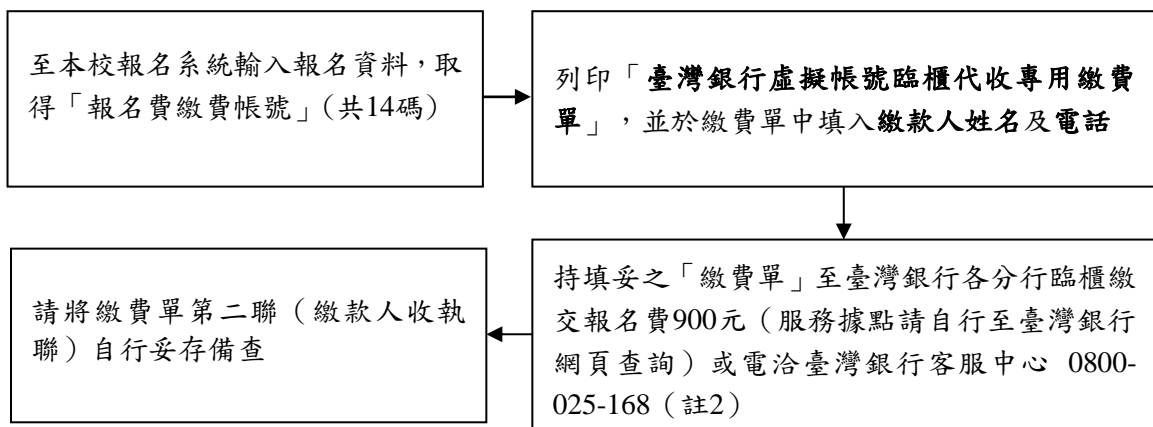 至本校報名系統輸入報名資料，取
得「報名費繳費帳號」(共14碼)
列印「臺灣銀行虛擬帳號臨櫃代收專用繳費
單」，並於繳費單中填入繳款人姓名及電話
持填妥之「繳費單」至臺灣銀行各分行臨櫃繳
交報名費900元（服務據點請自行至臺灣銀行
網頁查詢）或電洽臺灣銀行客服中心 0800-
025-168（註2）
請將繳費單第二聯（繳款人收執
聯）自行妥存備查